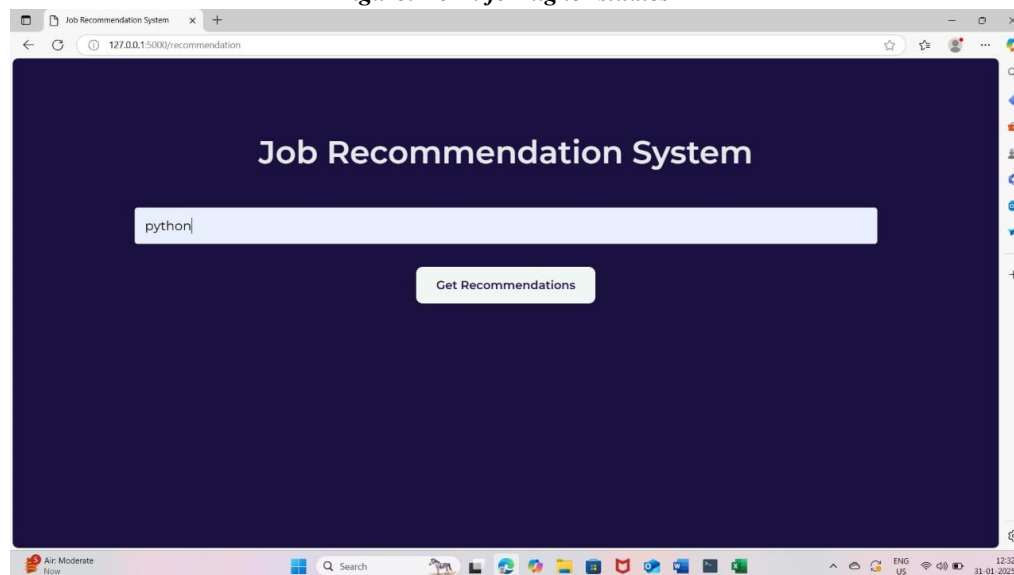 Job Recommendation System
127.0.0.1:5000/recommendation
Job Recommendation System
python
Get Recommendations
Air: Moderate
Now
Search
ENG
US
12:32
31-01-2025